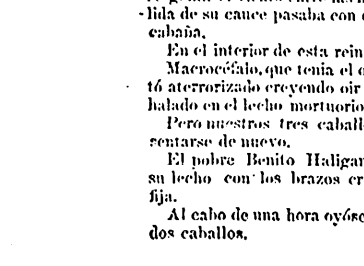 lida de su cauce pasaba con
cabaña.
En el interior de esta rein
Macrocéfalo, que tenia el
tó aterrorizado creyendo oir
halado en el lecho mortuorio
Pero nuestros tres caball
sentarse de nuevo.
El pobre Benito Haligar
su lecho con los brazos cr
fija.
Al cabo de una hora oyóse
dos caballos.